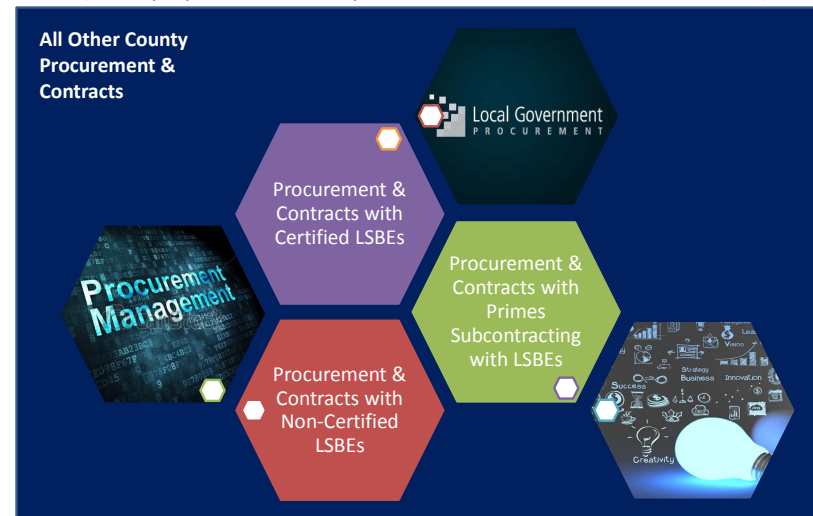 All Other County
Procurement &
Contracts
Local Government
PROCUREMENT
Procurement &
Contracts with
Certified LSBEs
Procurement &
Contracts with
Primes
Subcontracting
with LSBEs
Procurement
Management
Procurement &
Contracts with
Non-Certified
LSBEs
Strategy
Business
Innovation
Success
Creativity